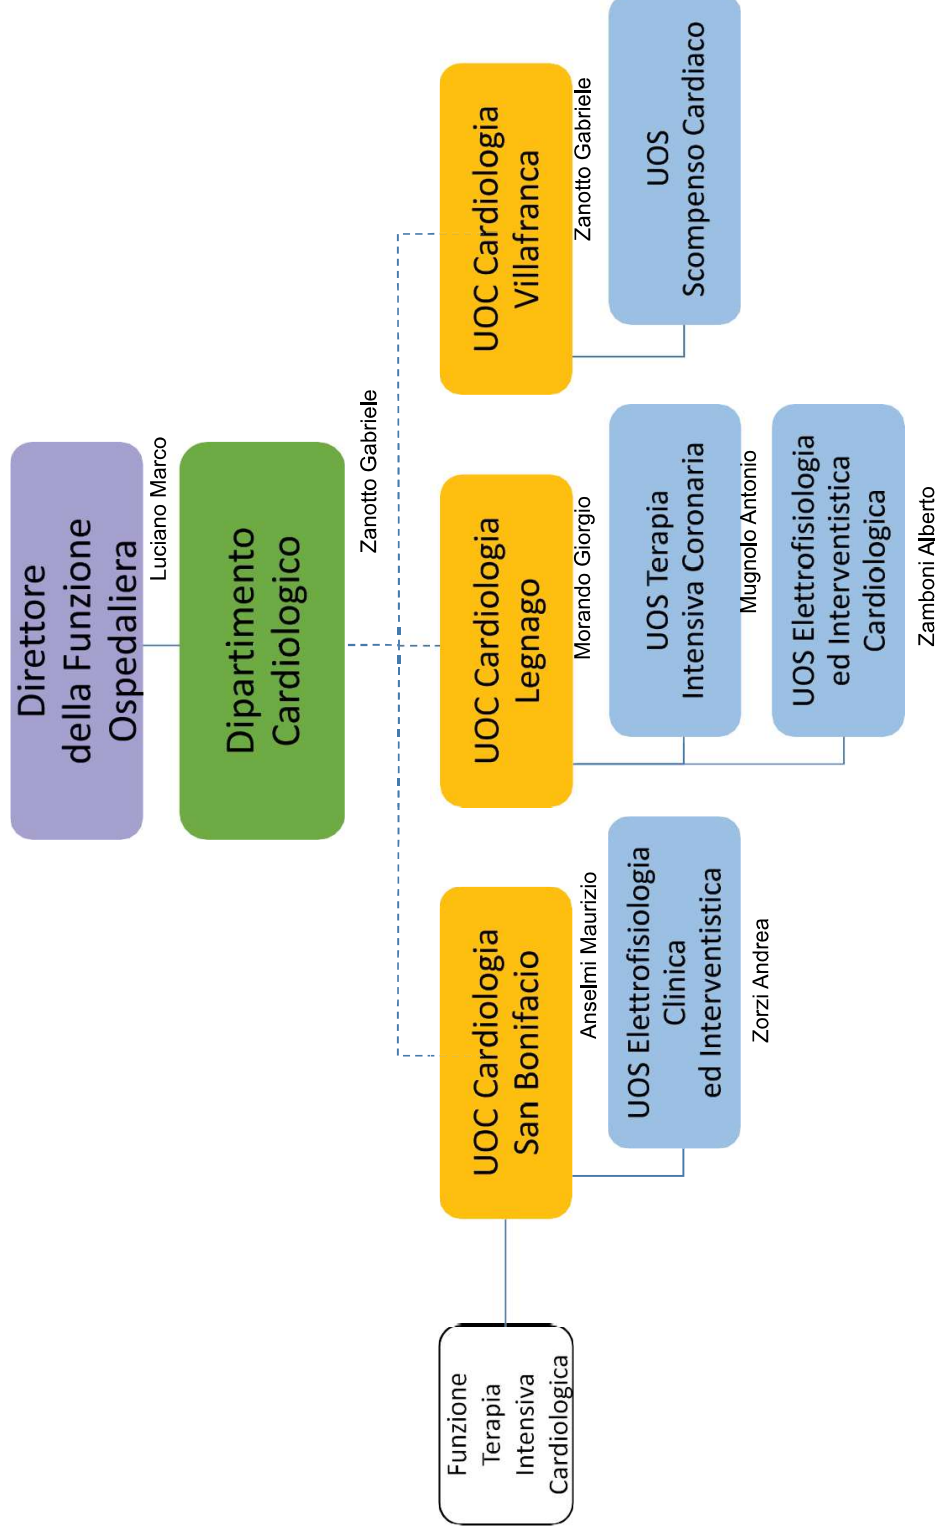 Direttore
della Funzione
Ospedaliera
Luciano Marco
Dipartimento
Cardiologico
Zanotto Gabriele
Funzione
Terapia
Intensiva
Cardiologica
UOC Cardiologia
San Bonifacio
Anselmi Maurizio
UOS Elettrofisiologia
Clinica
ed Interventistica
Zorzi Andrea
UOC Cardiologia
Legnago
Morando Giorgio
UOS Terapia
Intensiva Coronaria
Mugnolo Antonio
UOS Elettrofisiologia
ed Interventistica
Cardiologica
Zamboni Alberto
UOC Cardiologia
Villafranca
Zanotto Gabriele
UOS
Scompenso Cardiaco